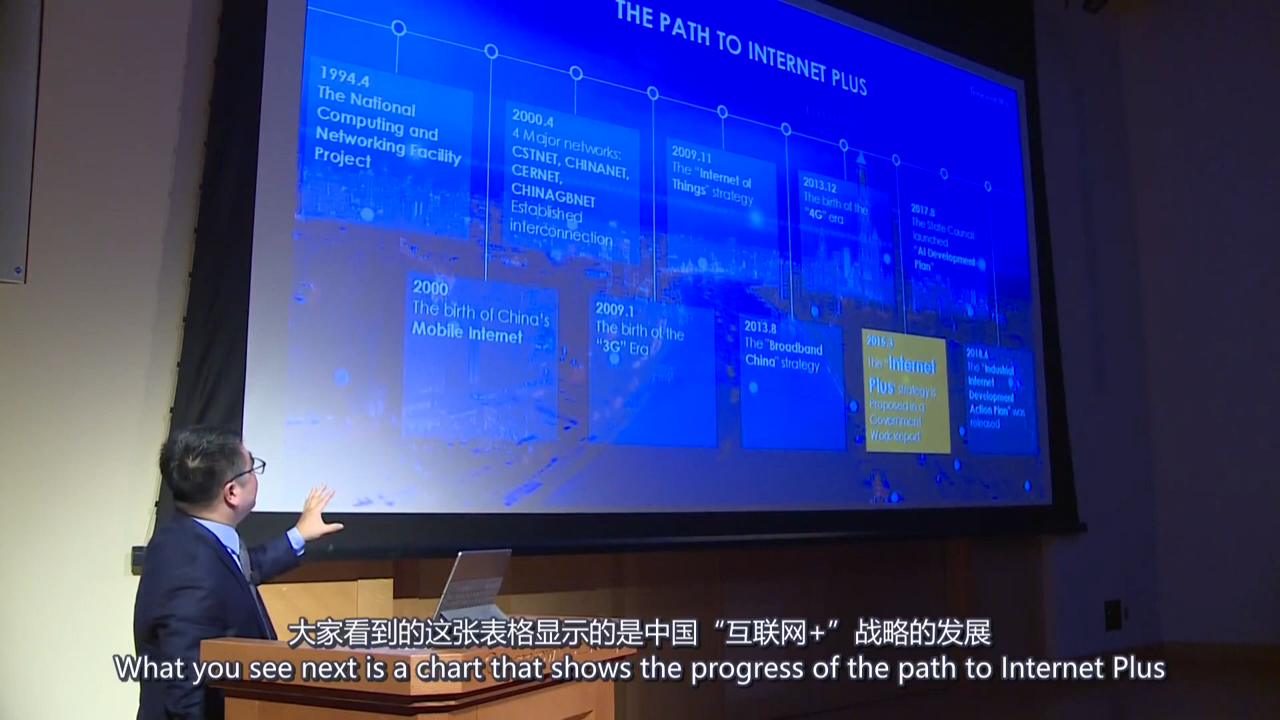 THE PATH TO INTERNET PLUS
1994.4
The National
Computing and
Networking Facility
Project
2000.4
4 Major networks:
CSTNET, CHINANET,
CERNET,
CHINAGBNET
Established
interconnection
2009.11
The "Internet of
Things" strategy
2013.12
The birth of the
"4G" era
2017.8
The State Council
launched
"AI Development
Plan"
2000
The birth of China's
Mobile Internet
2009.1
The birth of the
"3G" Era
2013.8
The "Broadband
China" strategy
2015.3
The "Internet
Plus" strategy is
Proposed in a
Government
Work Report
2018.6
The "Industrial
Internet
Development
Action Plan" was
released
大家看到的这张表格显示的是中国“互联网+”战略的发展
What you see next is a chart that shows the progress of the path to Internet Plus